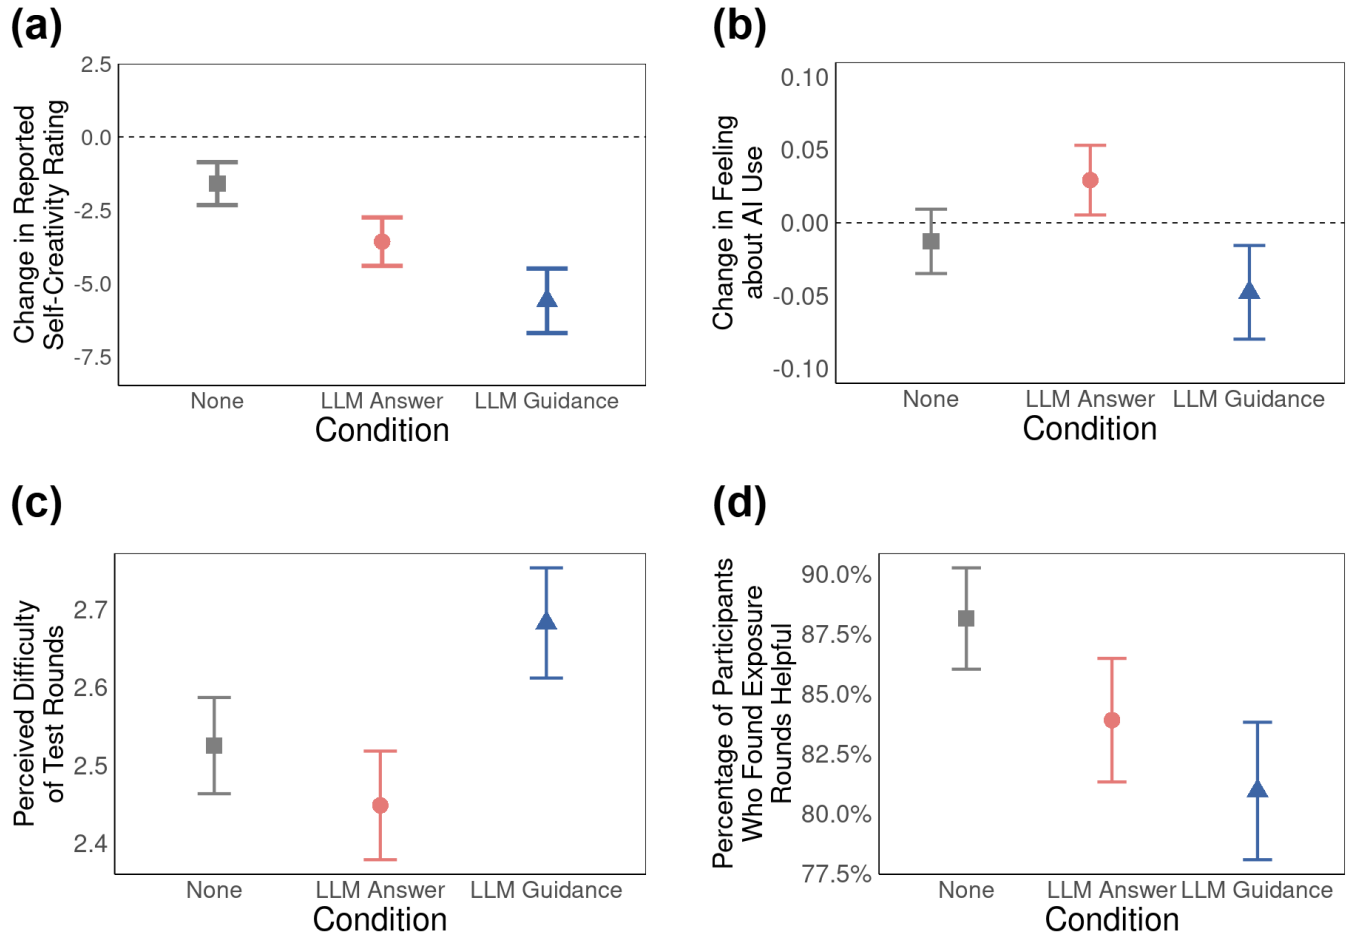 (a)
Change in Reported
Self-Creativity Rating
2.5
0.0
-2.5
-5.0
-7.5
None
LLM Answer
LLM Guidance
Condition
(b)
Change in Feeling
about AI Use
0.10
0.05
0.00
-0.05
-0.10
None
LLM Answer
LLM Guidance
Condition
(c)
Perceived Difficulty
of Test Rounds
2.7
2.6
2.5
2.4
None
LLM Answer
LLM Guidance
Condition
(d)
Percentage of Participants
Who Found Exposure
Rounds Helpful
90.0%
87.5%
85.0%
82.5%
80.0%
77.5%
None
LLM Answer
LLM Guidance
Condition